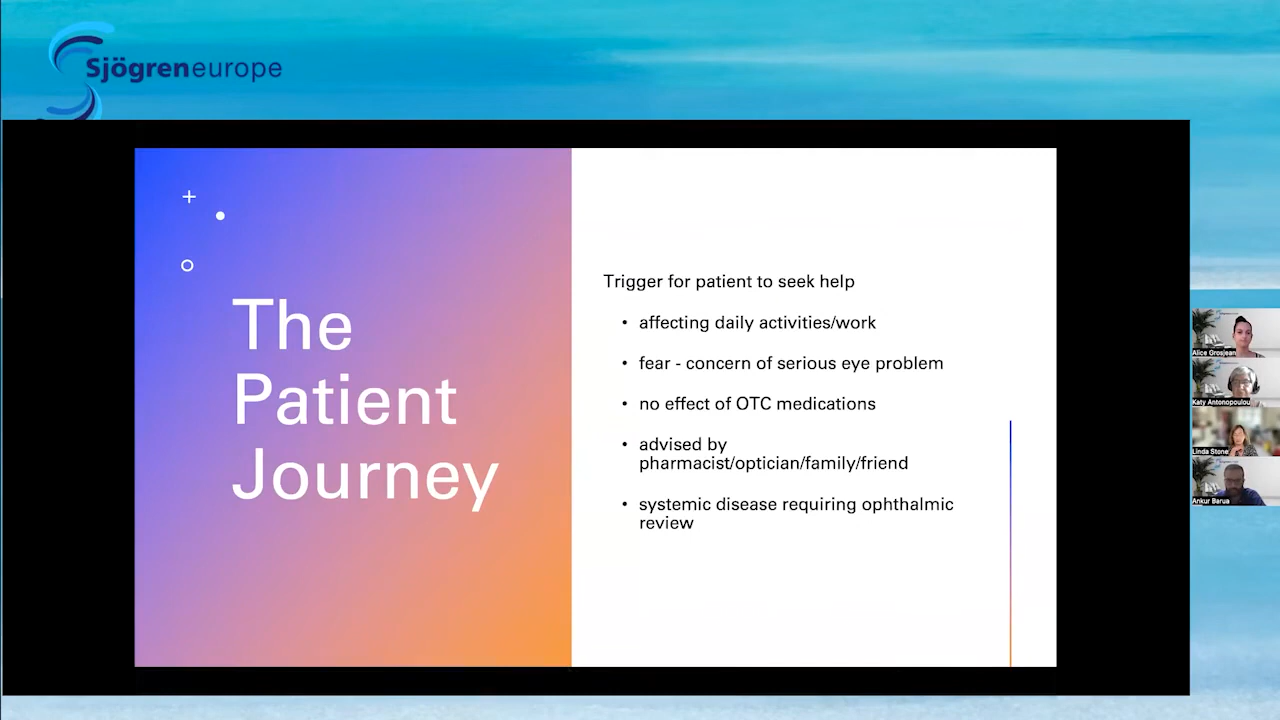 Sjögreneurope
The
Patient
Journey
Trigger for patient to seek help
• affecting daily activities/work
• fear - concern of serious eye problem
• no effect of OTC medications
• advised by
pharmacist/optician/family/friend
• systemic disease requiring ophthalmic
review
Alice Grosjean
Katy Antonopoulou
Linda Stone
Ankur Barua